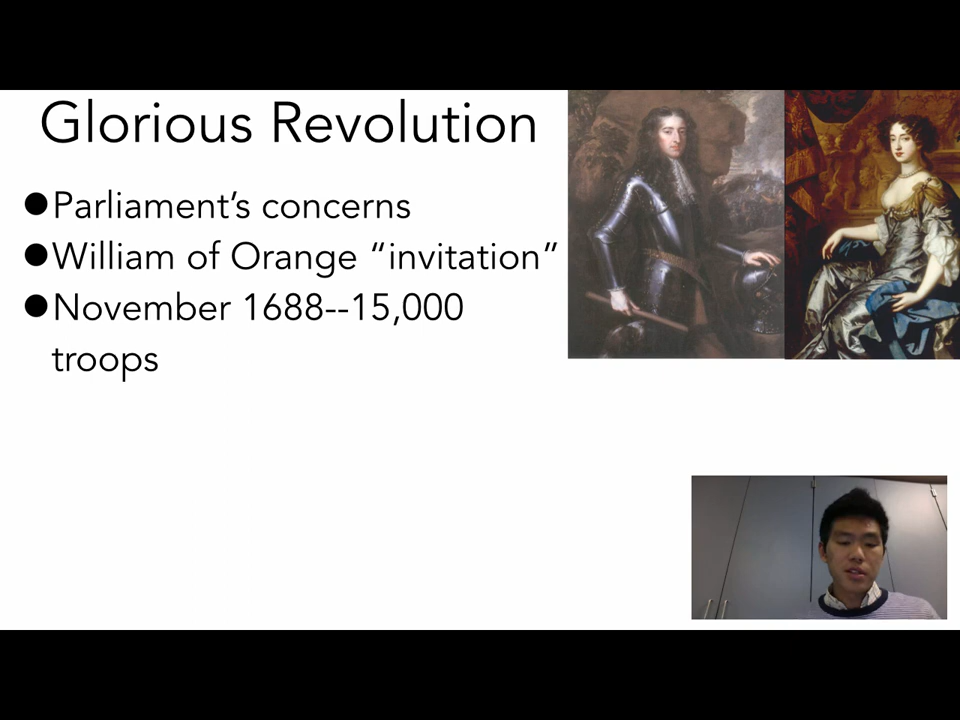 Glorious Revolution
●Parliament’s concerns
●William of Orange “invitation”
●November 1688--15,000
troops